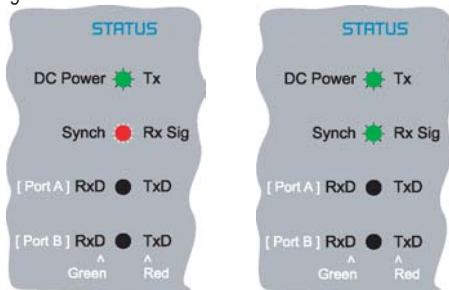 STATUS
DC Power Tx
Synch Rx Sig
[ Port A ] RxD TxD
[ Port B ] RxD TxD
^ ^
Green Red
STATUS
DC Power Tx
Synch Rx Sig
[ Port A ] RxD TxD
[ Port B ] RxD TxD
^ ^
Green Red